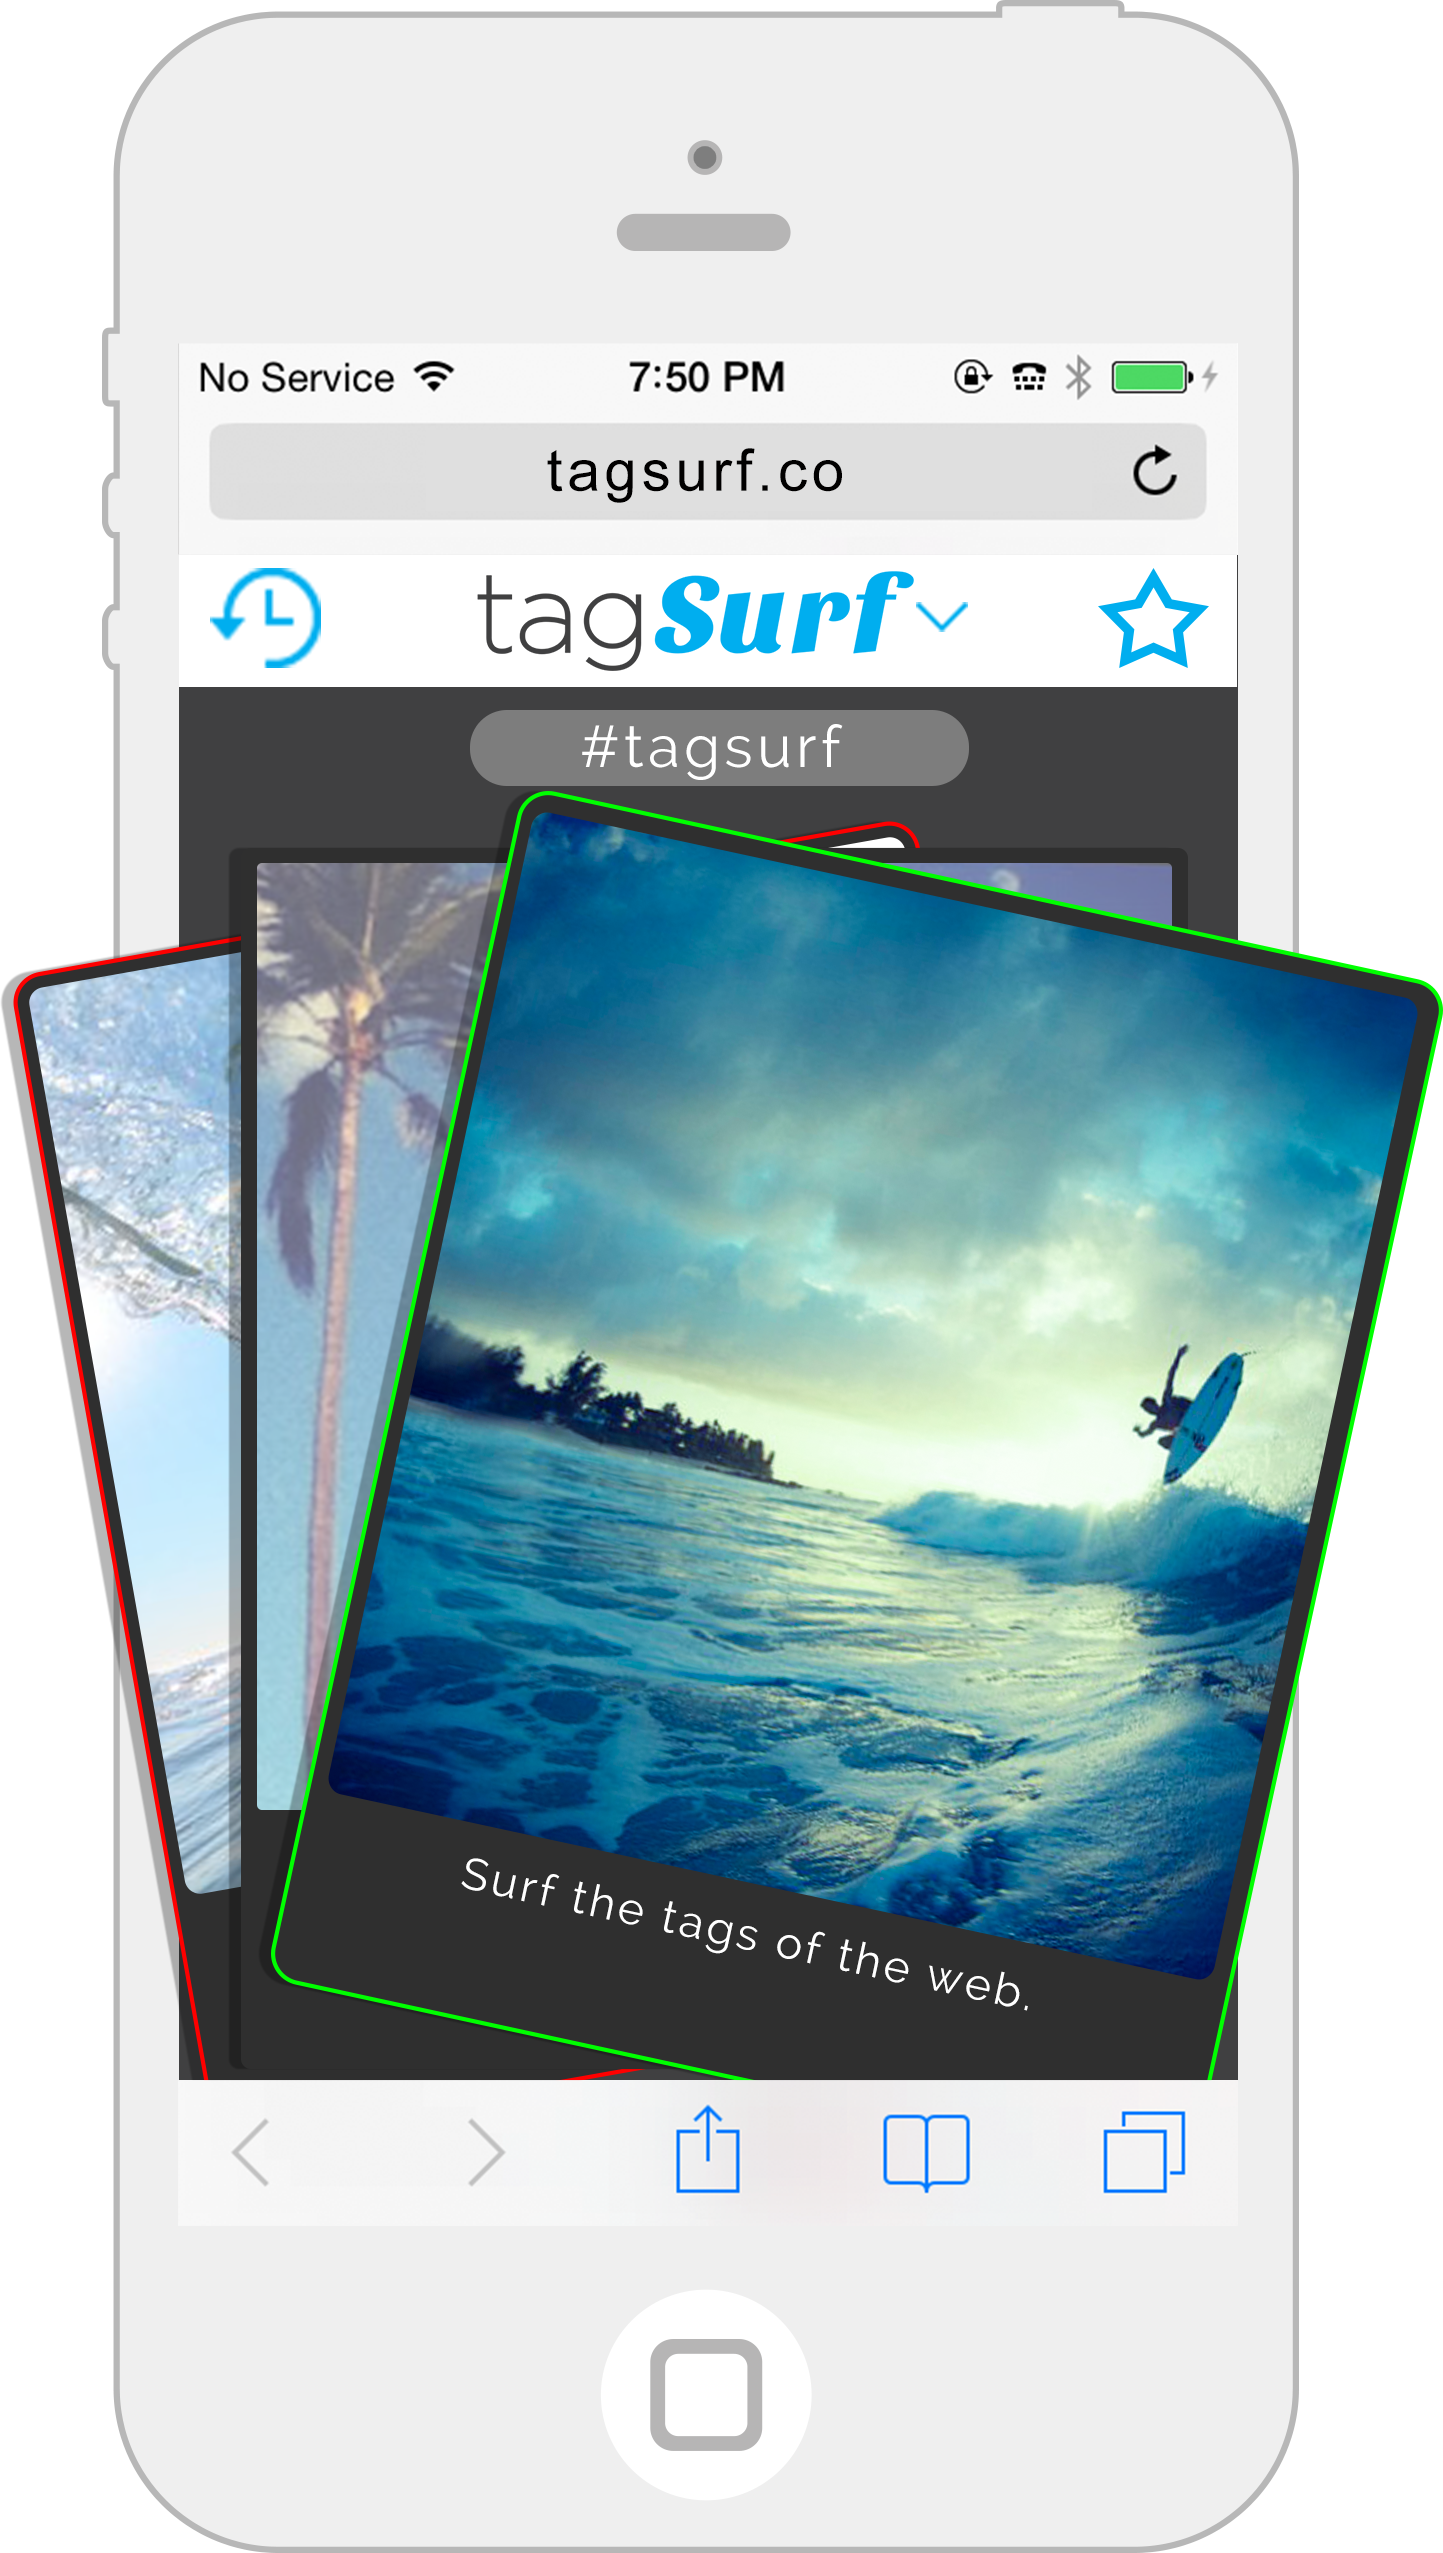 No Service 7:50 PM
tagsurf.co
tagSurf
#tagsurf
Surf the tags of the web.